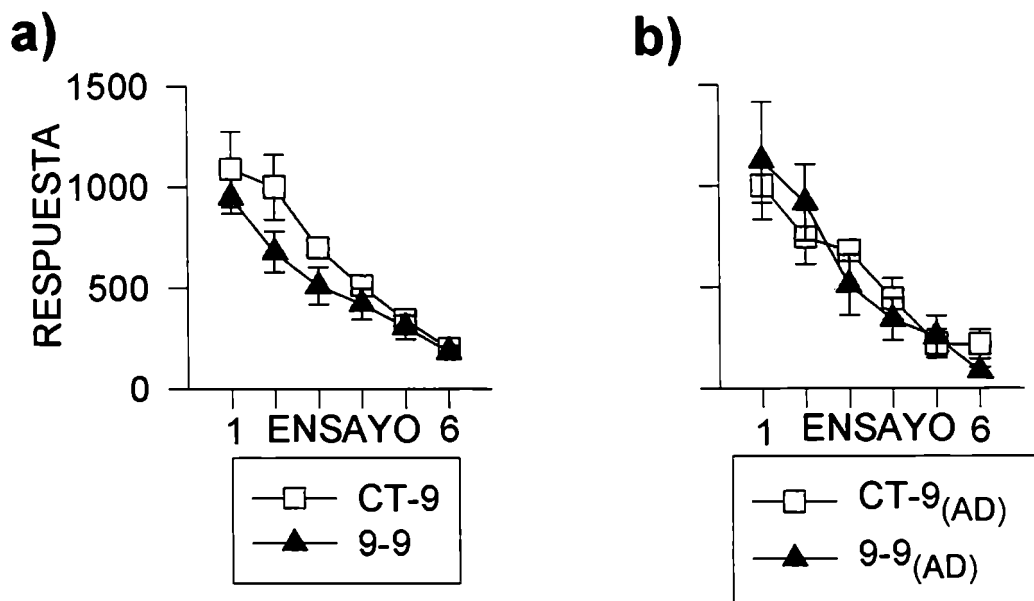 a)
RESPUESTA
1500
1000
500
0
1 ENSAYO 6
CT-9
9-9
b)
1 ENSAYO 6
CT-9(AD)
9-9(AD)